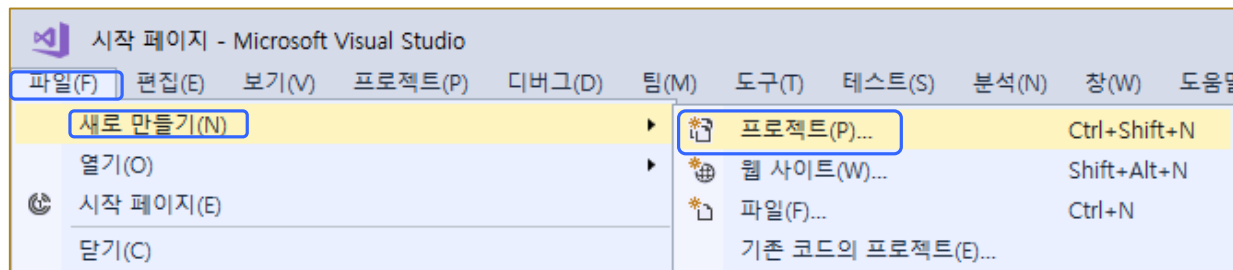 시작 페이지 - Microsoft Visual Studio
파일(F) 편집(E) 보기(V) 프로젝트(P) 디버그(D) 팀(M) 도구(T) 테스트(S) 분석(N) 창(W)
새로 만들기(N) 프로젝트(P)... Ctrl+Shift+N
열기(O) 웹 사이트(W)... Shift+Alt+N
시작 페이지(E) 파일(F)... Ctrl+N
닫기(C) 기존 코드의 프로젝트(E)...